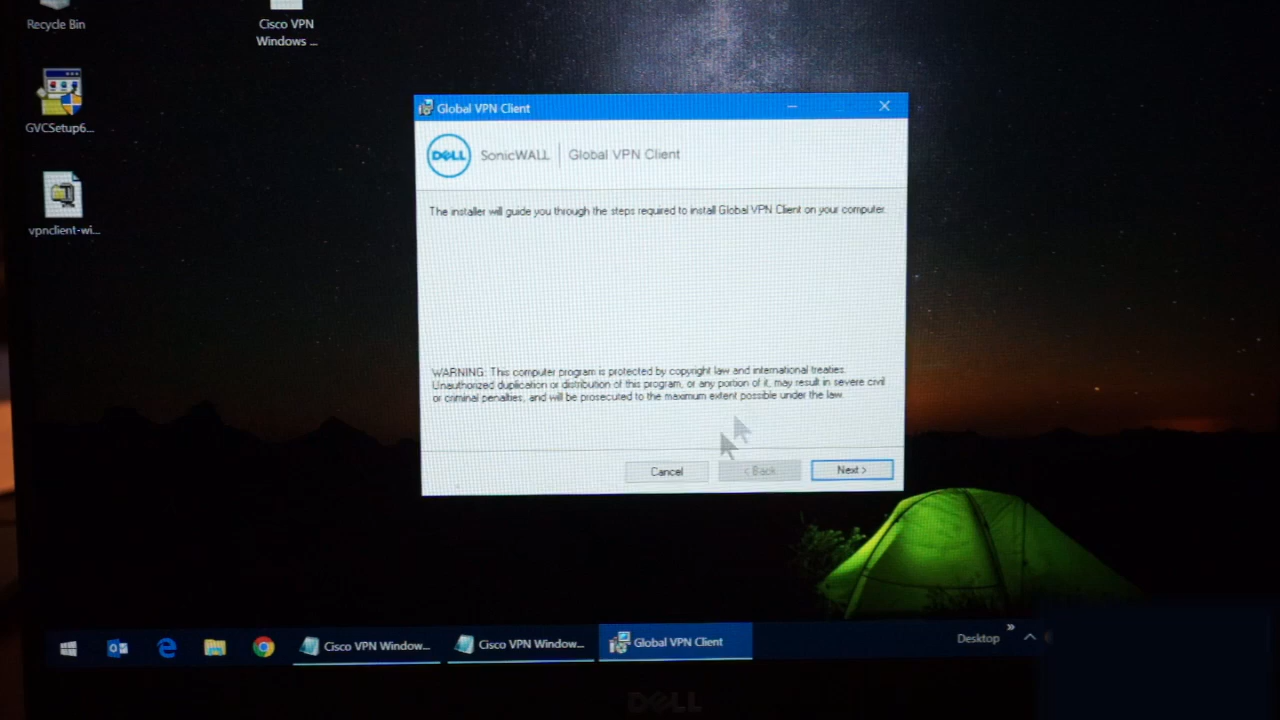 Recycle Bin
Cisco VPN
Windows ...
GVCSetup6...
vpnclient-wi...
Global VPN Client
DELL
SonicWALL | Global VPN Client
The installer will guide you through the steps required to install Global VPN Client on your computer.
WARNING: This computer program is protected by copyright law and international treaties.
Unauthorized duplication or distribution of this program, or any portion of it, may result in severe civil
or criminal penalties, and will be prosecuted to the maximum extent possible under the law.
Cancel
< Back
Next >
Cisco VPN Window...
Cisco VPN Window...
Global VPN Client
Desktop
DELL